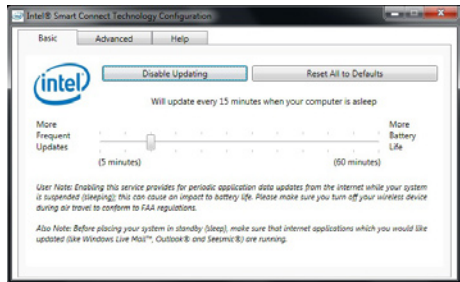 Intel® Smart Connect Technology Configuration
Basic Advanced Help
intel
Disable Updating Reset All to Defaults
Will update every 15 minutes when your computer is asleep
More
Frequent
Updates
More
Battery
Life
(5 minutes) (60 minutes)
User Note: Enabling this service provides for periodic application data updates from the internet while your system
is suspended (sleeping); this can cause an impact to battery life. Please make sure you turn off your wireless device
during air travel to conform to FAA regulations.
Also Note: Before placing your system in standby (sleep), make sure that internet applications which you would like
updated (like Windows Live Mail™, Outlook® and Seesmic®) are running.